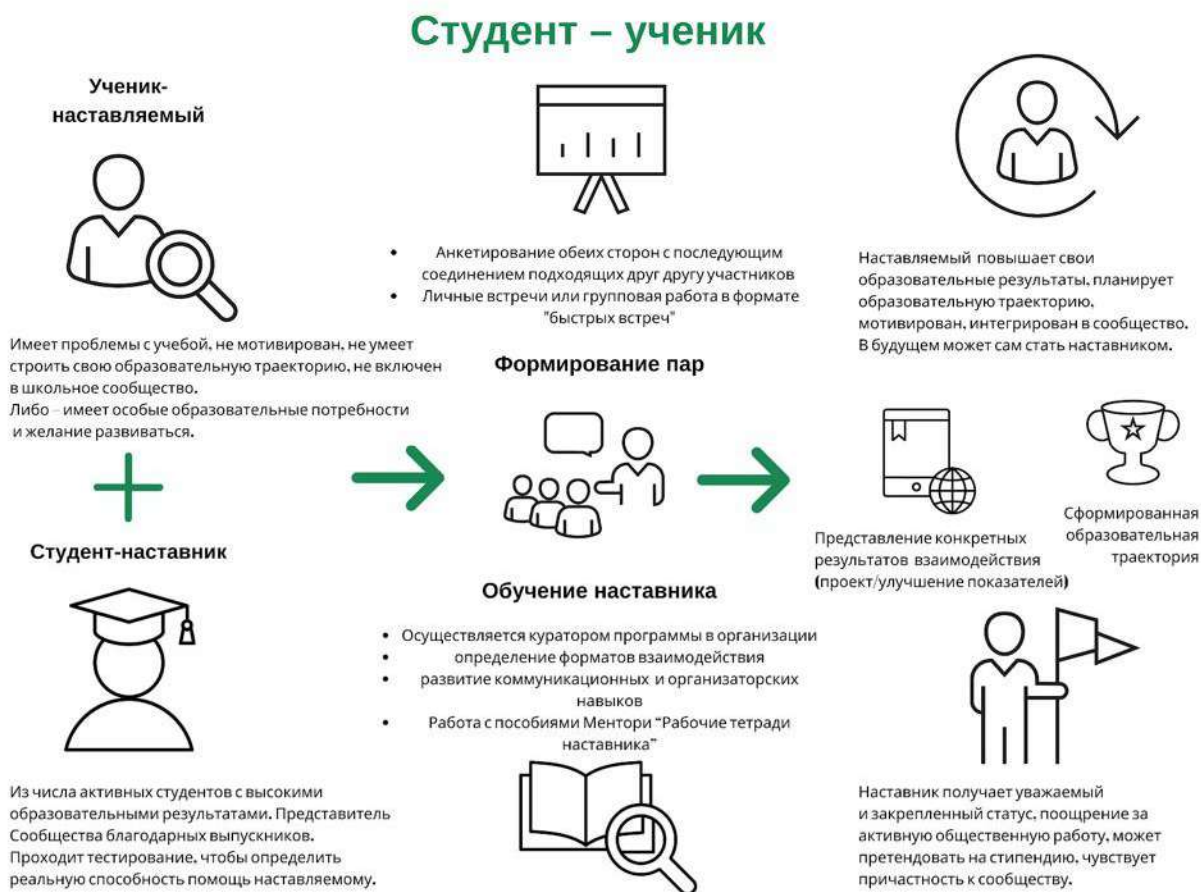 Студент – ученик
Ученик-
наставляемый
Имеет проблемы с учебой, не мотивирован, не умеет
строить свою образовательную траекторию, не включен
в школьное сообщество.
Либо – имеет особые образовательные потребности
и желание развиваться.
Студент-наставник
Из числа активных студентов с высокими
образовательными результатами. Представитель
Сообщества благодарных выпускников.
Проходит тестирование, чтобы определить
реальную способность помощь наставляемому.
• Анкетирование обеих сторон с последующим
соединением подходящих друг другу участников
• Личные встречи или групповая работа в формате
"быстрых встреч"
Формирование пар
Обучение наставника
• Осуществляется куратором программы в организации
• определение форматов взаимодействия
• развитие коммуникационных и организаторских
навыков
• Работа с пособиями Ментори “Рабочие тетради
наставника”
Наставляемый повышает свои
образовательные результаты, планирует
образовательную траекторию,
мотивирован, интегрирован в сообщество.
В будущем может сам стать наставником.
Представление конкретных
результатов взаимодействия
(проект/улучшение показателей)
Сформированная
образовательная
траектория
Наставник получает уважаемый
и закрепленный статус, поощрение за
активную общественную работу, может
претендовать на стипендию, чувствует
причастность к сообществу.